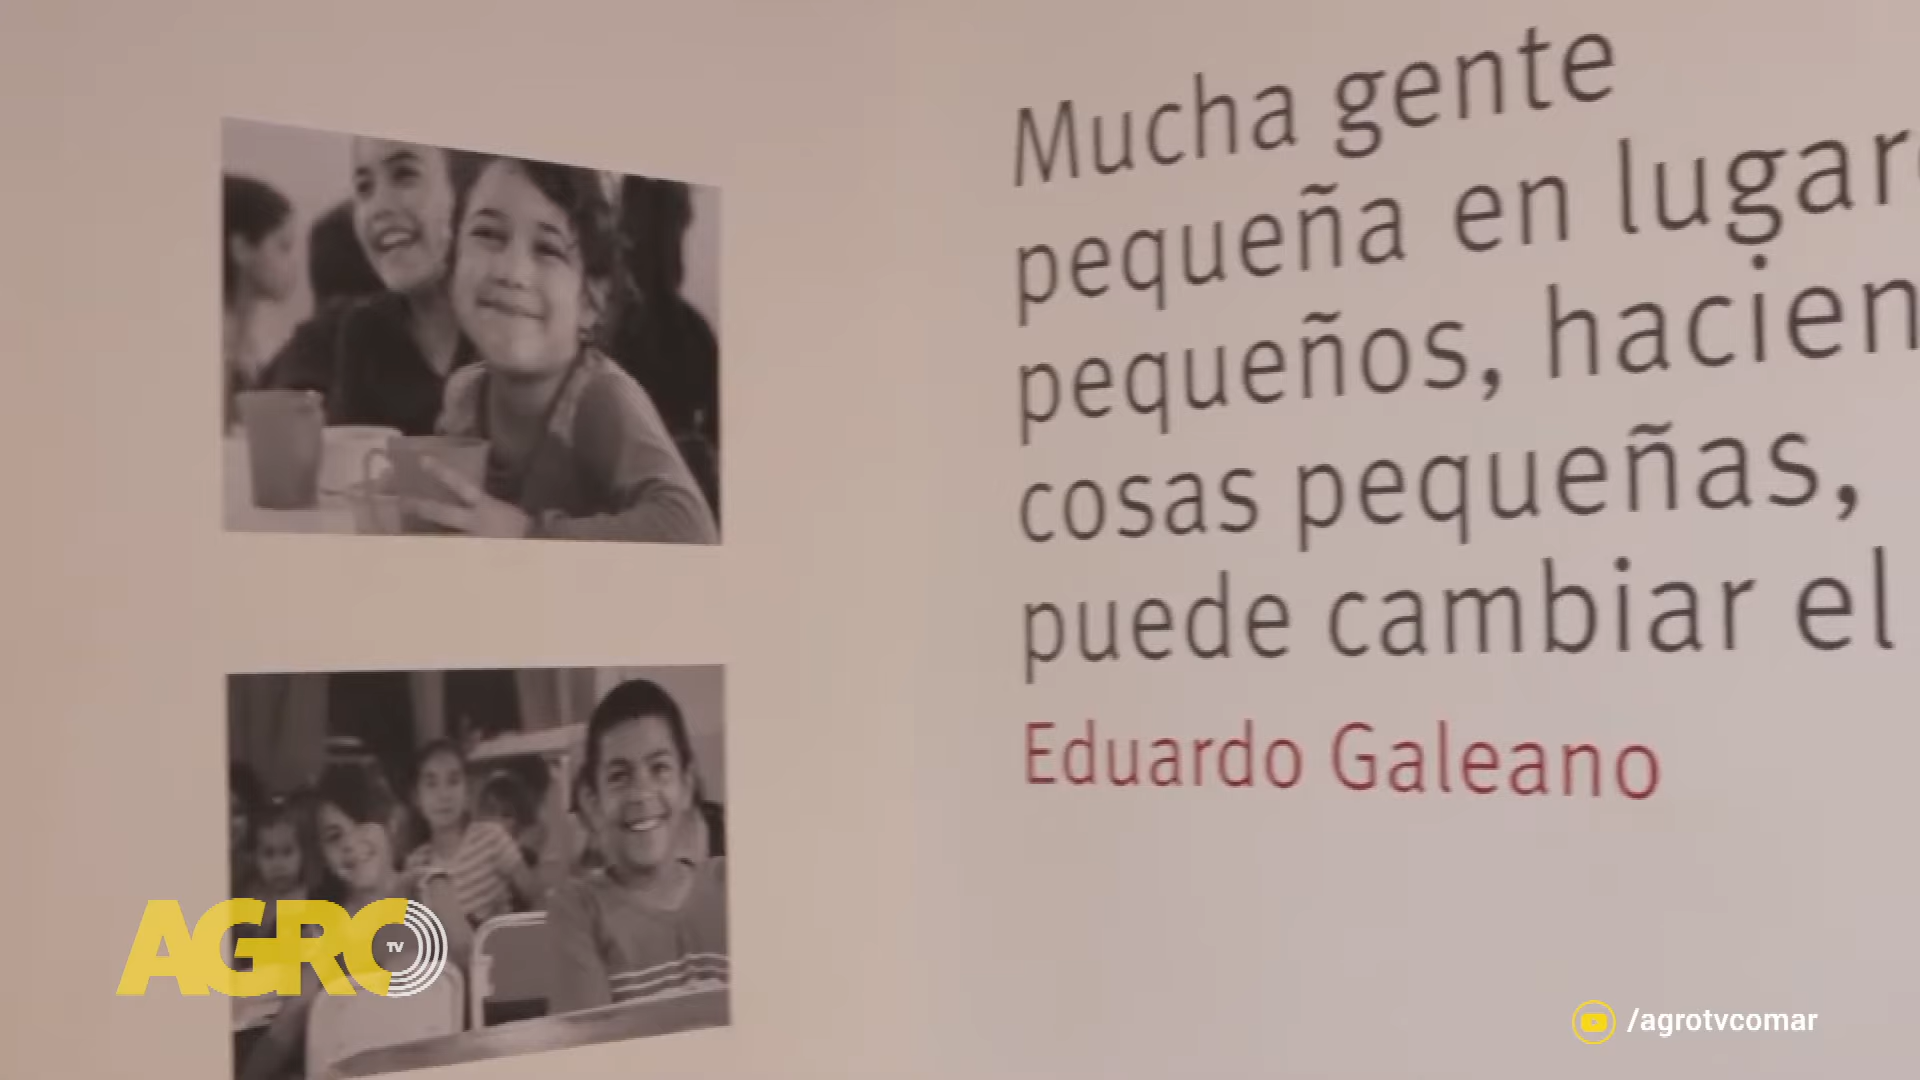 Mucha gente
pequeña en lugar
pequeños, hacien
cosas pequeñas,
puede cambiar el
Eduardo Galeano
AGRO
TV
/agrotvcomar